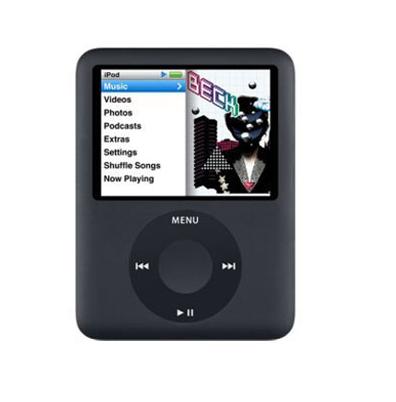 iPod
Music
Videos
Photos
Podcasts
Extras
Settings
Shuffle Songs
Now Playing
BECK
MENU